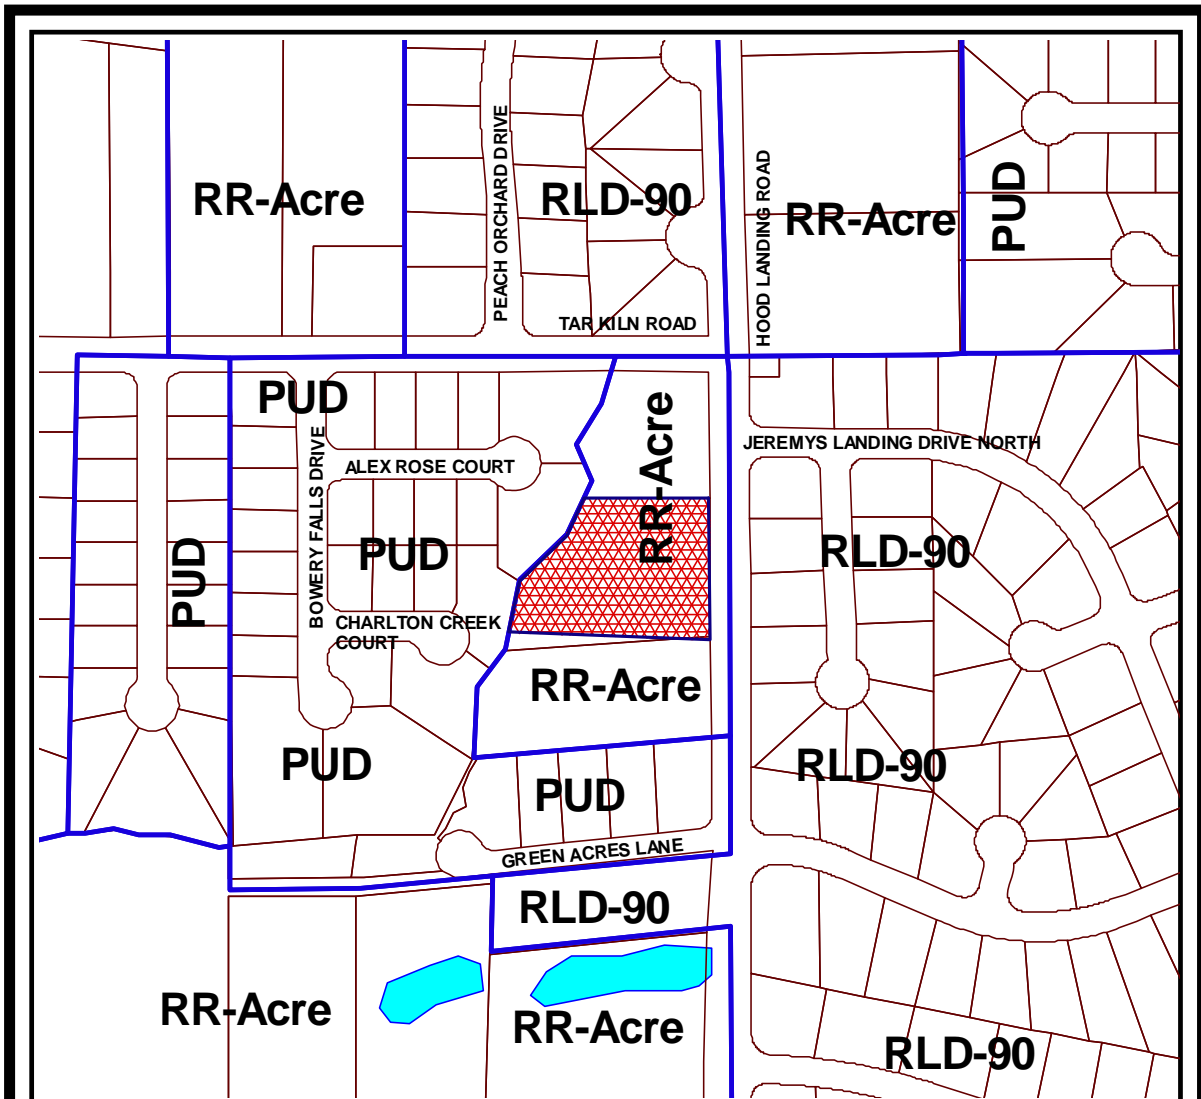 RR-Acre
PEACH ORCHARD DRIVE
RLD-90
HOOD LANDING ROAD
RR-Acre
PUD
TAR KILN ROAD
PUD
RR-Acre
JEREMYS LANDING DRIVE NORTH
ALEX ROSE COURT
BOWERY FALLS DRIVE
PUD
PUD
RLD-90
CHARLTON CREEK
COURT
RR-Acre
PUD
PUD
RLD-90
GREEN ACRES LANE
RLD-90
RR-Acre
RR-Acre
RLD-90